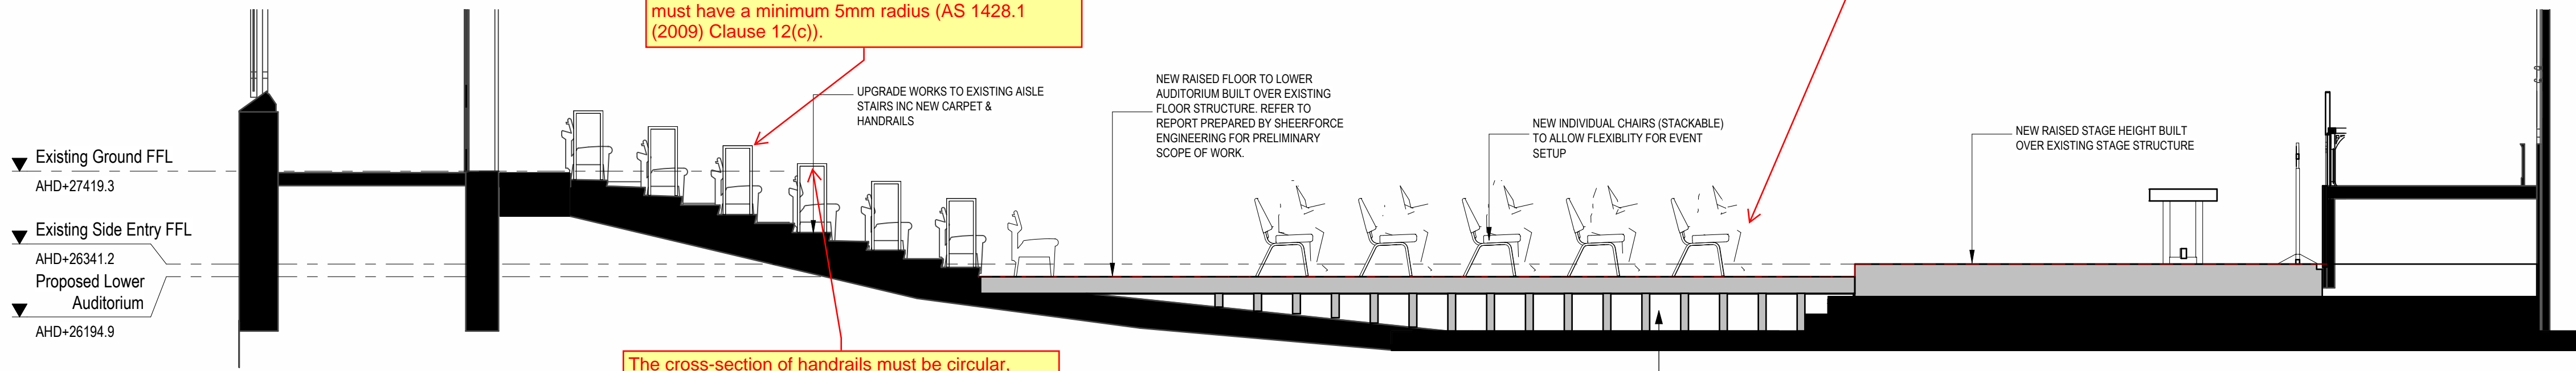 must have a minimum 5mm radius (AS 1428.1
(2009) Clause 12(c)).
UPGRADE WORKS TO EXISTING AISLE
STAIRS INC NEW CARPET &
HANDRAILS
NEW RAISED FLOOR TO LOWER
AUDITORIUM BUILT OVER EXISTING
FLOOR STRUCTURE. REFER TO
REPORT PREPARED BY SHEERFORCE
ENGINEERING FOR PRELIMINARY
SCOPE OF WORK.
NEW INDIVIDUAL CHAIRS (STACKABLE)
TO ALLOW FLEXIBLITY FOR EVENT
SETUP
NEW RAISED STAGE HEIGHT BUILT
OVER EXISTING STAGE STRUCTURE
Existing Ground FFL
AHD+27419.3
Existing Side Entry FFL
AHD+26341.2
Proposed Lower
Auditorium
AHD+26194.9
The cross-section of handrails must be circular,